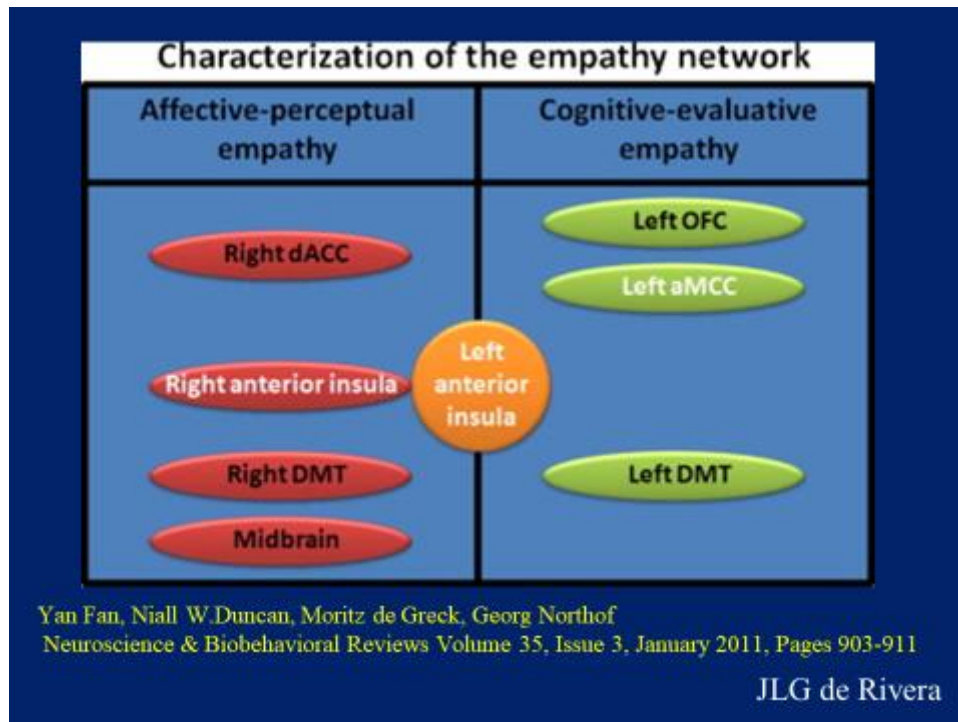 Characterization of the empathy network
Affective-perceptual
empathy
Cognitive-evaluative
empathy
Right dACC
Right anterior insula
Right DMT
Midbrain
Left
anterior
insula
Left OFC
Left aMCC
Left DMT
Yan Fan, Niall W.Duncan, Moritz de Greck, Georg Northof
Neuroscience & Biobehavioral Reviews Volume 35, Issue 3, January 2011, Pages 903-911
JLG de Rivera